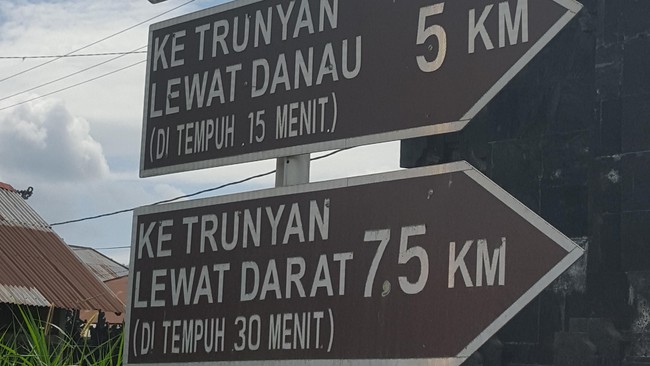 KE TRUNYAN 5 KM
LEWAT DANAU
(DI TEMPUH .15 MENIT.)
KE TRUNYAN 7.5 KM
LEWAT DARAT
(DI TEMPUH 30 MENIT)